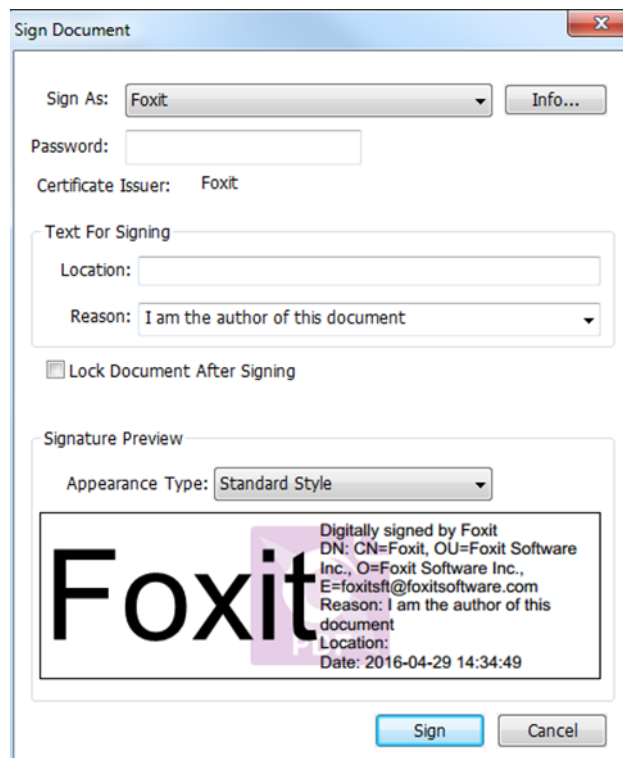 Sign Document
Sign As: Foxit Info...
Password:
Certificate Issuer: Foxit
Text For Signing
Location:
Reason: I am the author of this document
Lock Document After Signing
Signature Preview
Appearance Type: Standard Style
Foxit
PDF
Digitally signed by Foxit
DN: CN=Foxit, OU=Foxit Software
Inc., O=Foxit Software Inc.,
E=foxitsft@foxitsoftware.com
Reason: I am the author of this
document
Location:
Date: 2016-04-29 14:34:49
Sign Cancel